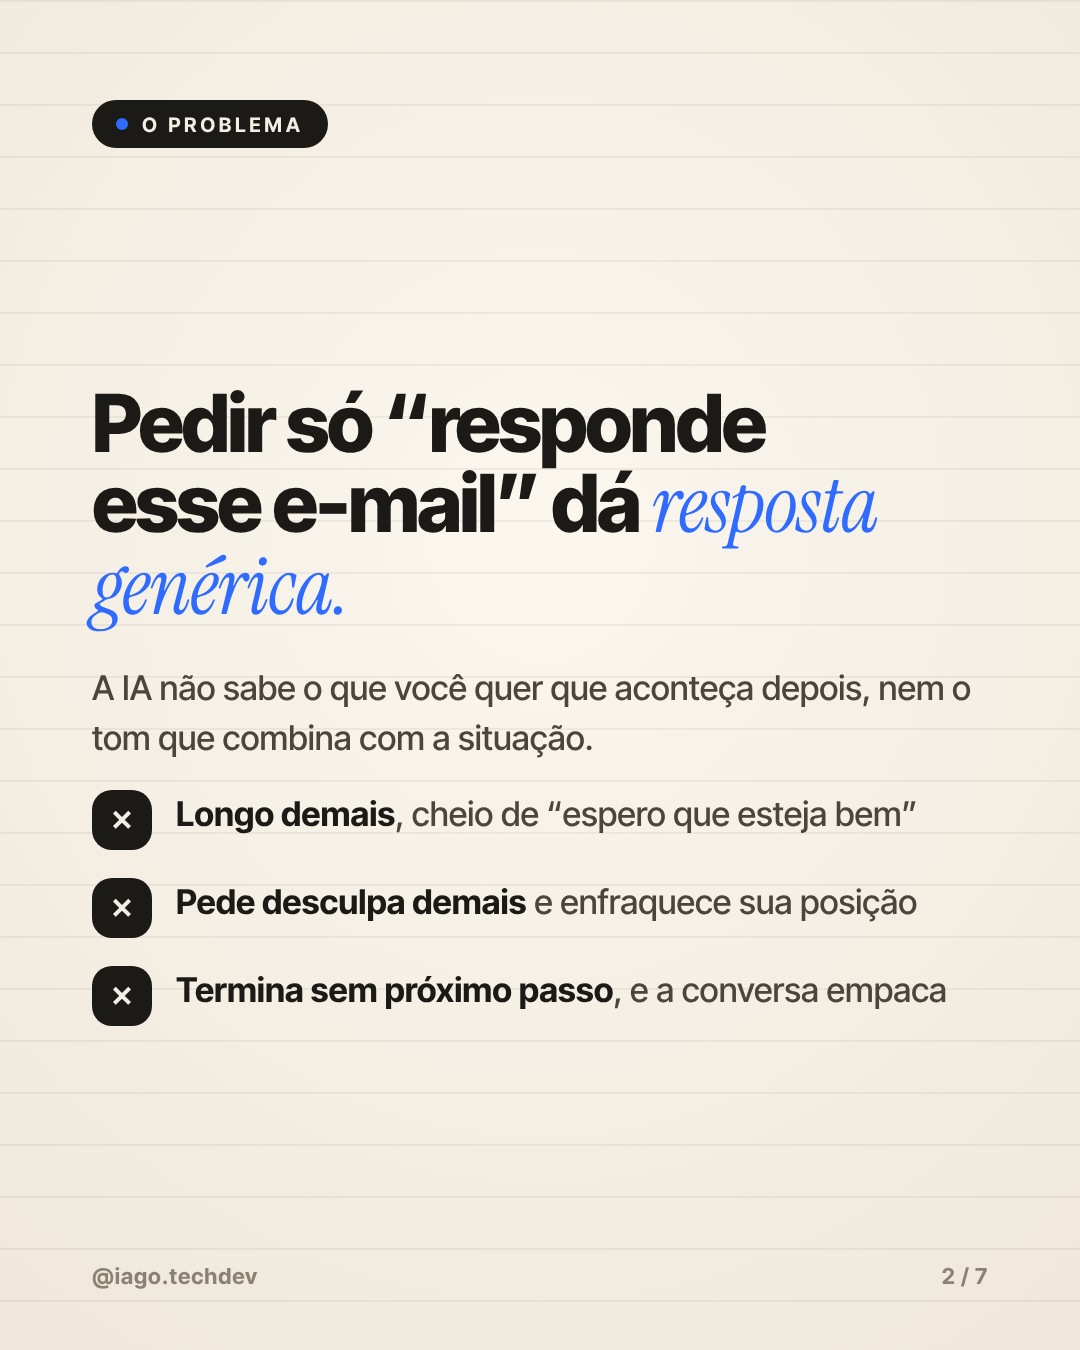 O PROBLEMA
Pedir só “responde
esse e-mail” dá resposta
genérica.
A IA não sabe o que você quer que aconteça depois, nem o
tom que combina com a situação.
Longo demais, cheio de “espero que esteja bem”
Pede desculpa demais e enfraquece sua posição
Termina sem próximo passo, e a conversa empaca
@iago.techdev
2 / 7